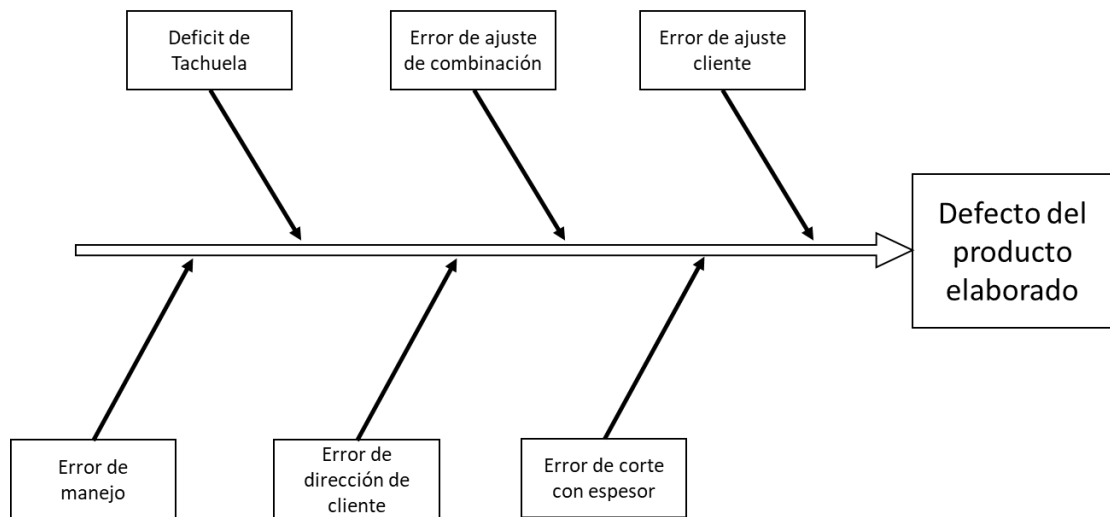 Deficit de
Tachuela
Error de ajuste
de combinación
Error de ajuste
cliente
Defecto del
producto
elaborado
Error de
manejo
Error de
dirección de
cliente
Error de corte
con espesor